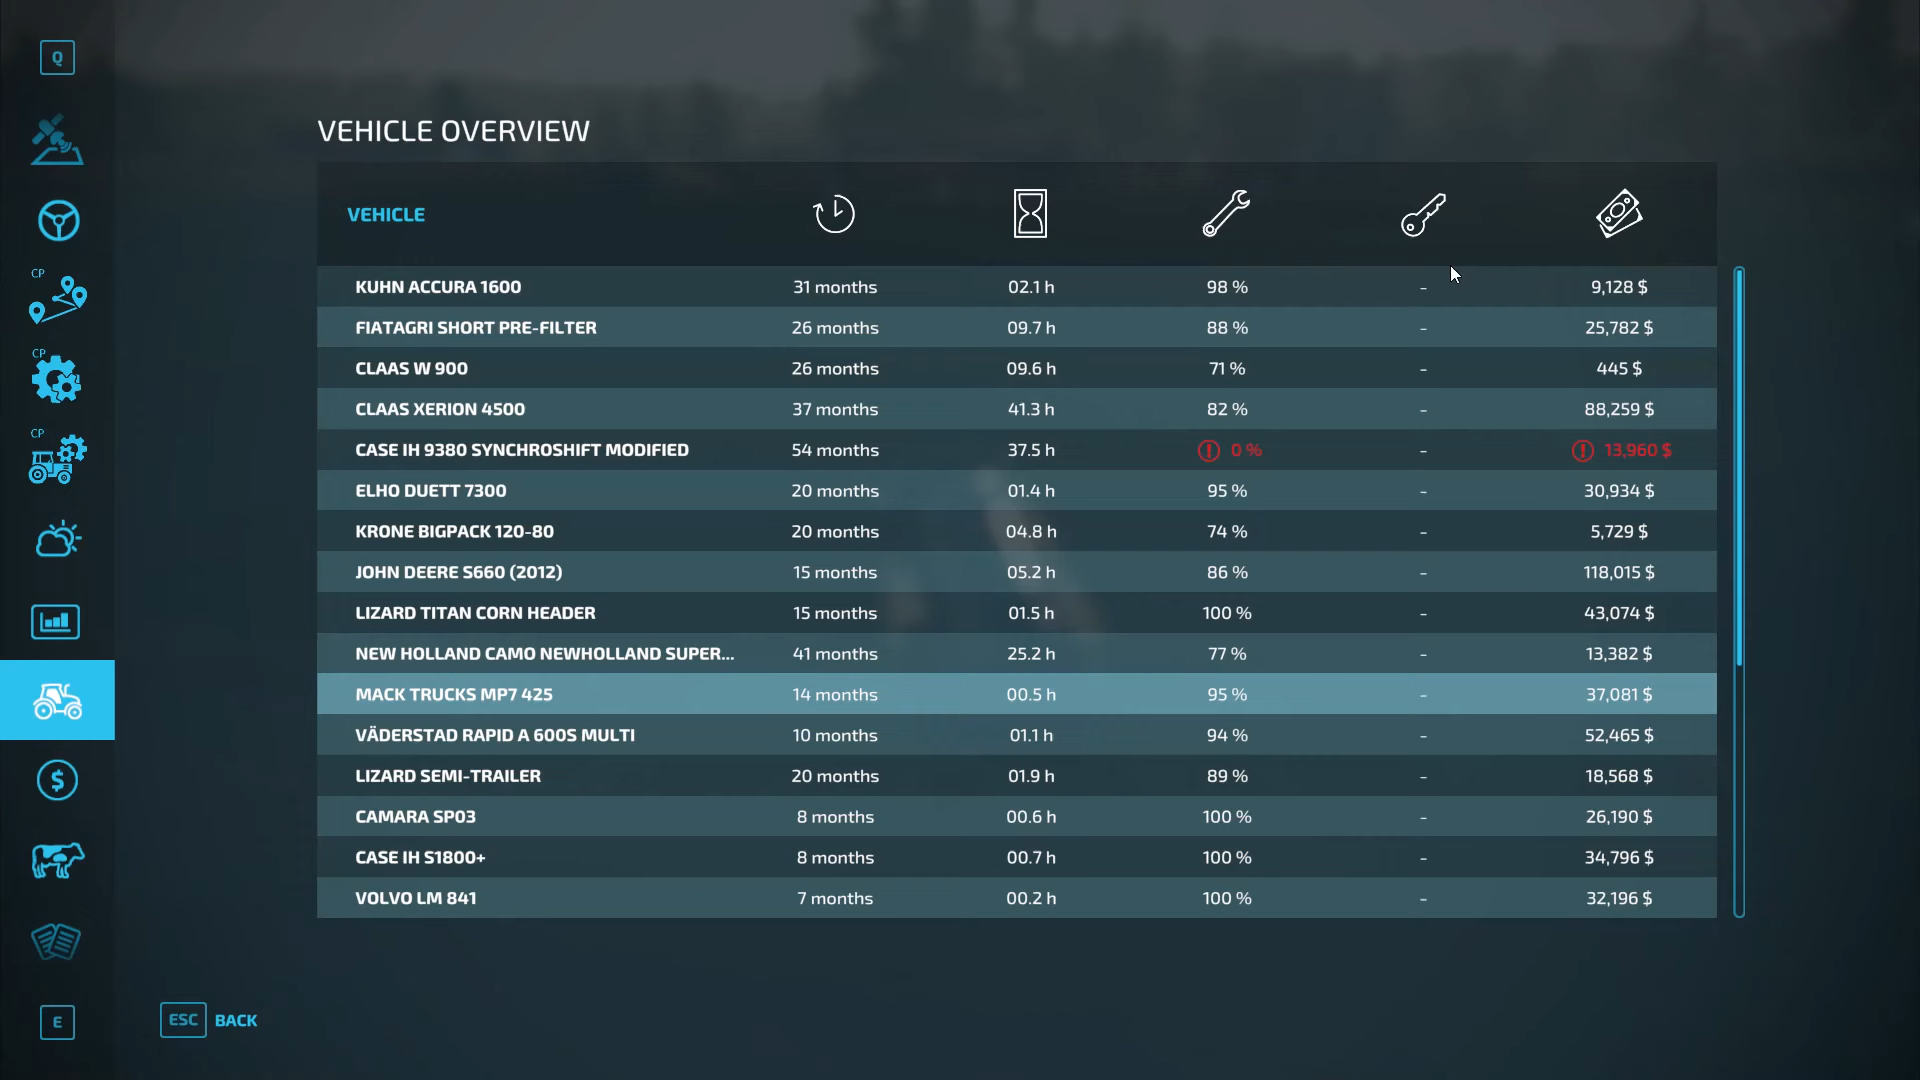 Q
CP
CP
CP
E
VEHICLE OVERVIEW
VEHICLE
KUHN ACCURA 1600 31 months 02.1 h 98 % - 9,128 $
FIATAGRI SHORT PRE-FILTER 26 months 09.7 h 88 % - 25,782 $
CLAAS W 900 26 months 09.6 h 71 % - 445 $
CLAAS XERION 4500 37 months 41.3 h 82 % - 88,259 $
CASE IH 9380 SYNCHROSHIFT MODIFIED 54 months 37.5 h 0 % - 13,960 $
ELHO DUETT 7300 20 months 01.4 h 95 % - 30,934 $
KRONE BIGPACK 120-80 20 months 04.8 h 74 % - 5,729 $
JOHN DEERE S660 (2012) 15 months 05.2 h 86 % - 118,015 $
LIZARD TITAN CORN HEADER 15 months 01.5 h 100 % - 43,074 $
NEW HOLLAND CAMO NEWHOLLAND SUPER... 41 months 25.2 h 77 % - 13,382 $
MACK TRUCKS MP7 425 14 months 00.5 h 95 % - 37,081 $
VÄDERSTAD RAPID A 600S MULTI 10 months 01.1 h 94 % - 52,465 $
LIZARD SEMI-TRAILER 20 months 01.9 h 89 % - 18,568 $
CAMARA SP03 8 months 00.6 h 100 % - 26,190 $
CASE IH S1800+ 8 months 00.7 h 100 % - 34,796 $
VOLVO LM 841 7 months 00.2 h 100 % - 32,196 $
ESC BACK